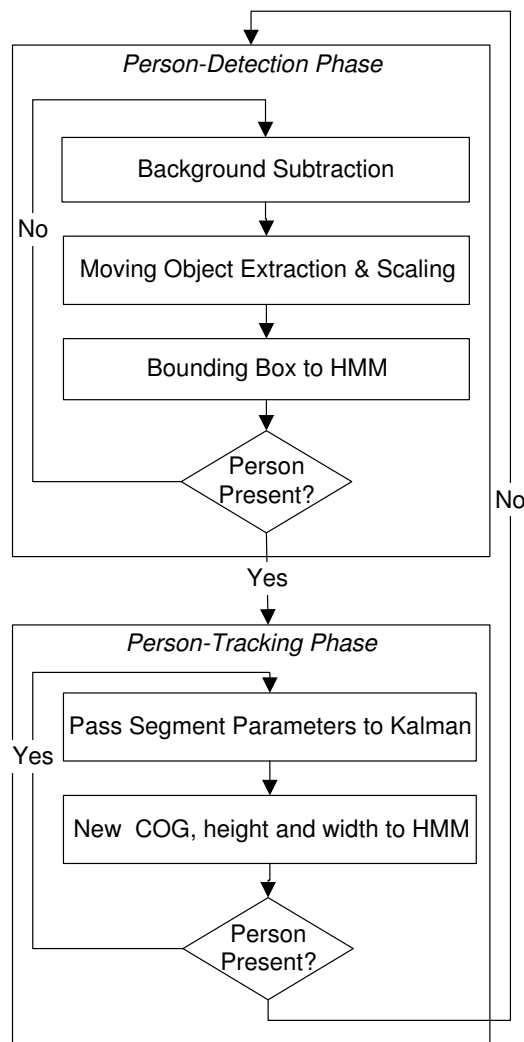 Person-Detection Phase
Background Subtraction
No
Moving Object Extraction & Scaling
Bounding Box to HMM
Person
Present?
No
Yes
Person-Tracking Phase
Pass Segment Parameters to Kalman
Yes
New COG, height and width to HMM
Person
Present?